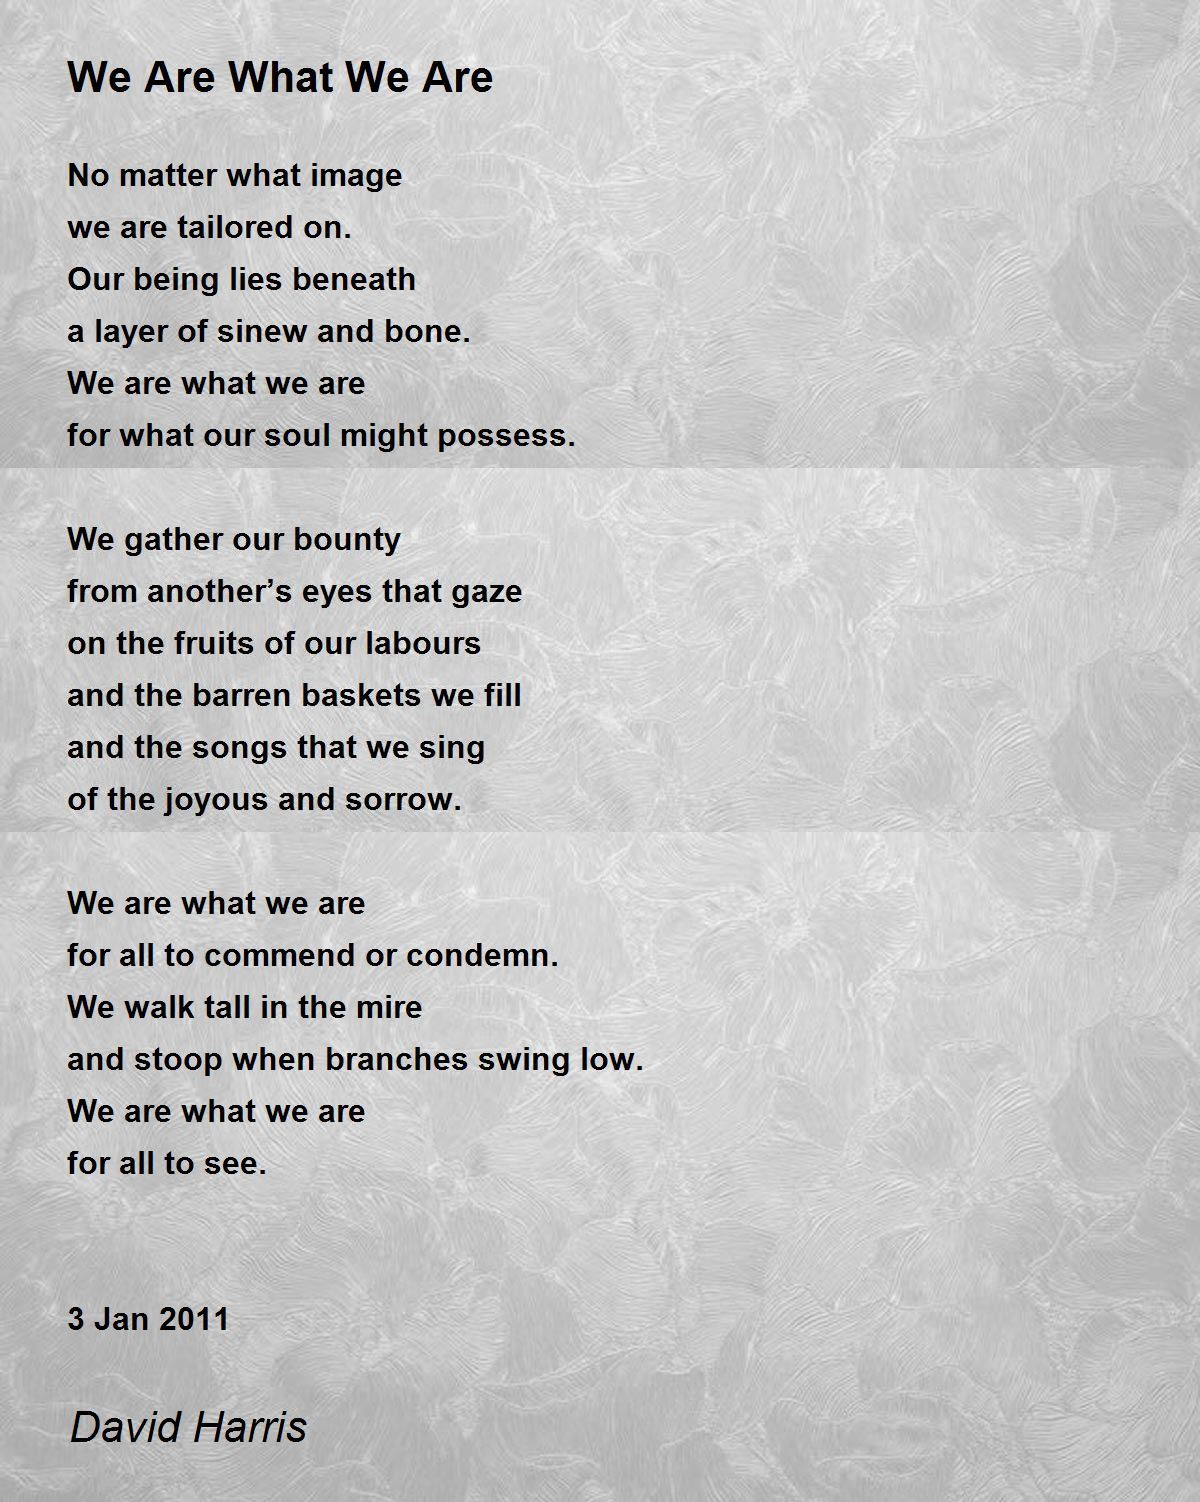 We Are What We Are
No matter what image
we are tailored on.
Our being lies beneath
a layer of sinew and bone.
We are what we are
for what our soul might possess.
We gather our bounty
from another’s eyes that gaze
on the fruits of our labours
and the barren baskets we fill
and the songs that we sing
of the joyous and sorrow.
We are what we are
for all to commend or condemn.
We walk tall in the mire
and stoop when branches swing low.
We are what we are
for all to see.
3 Jan 2011
David Harris